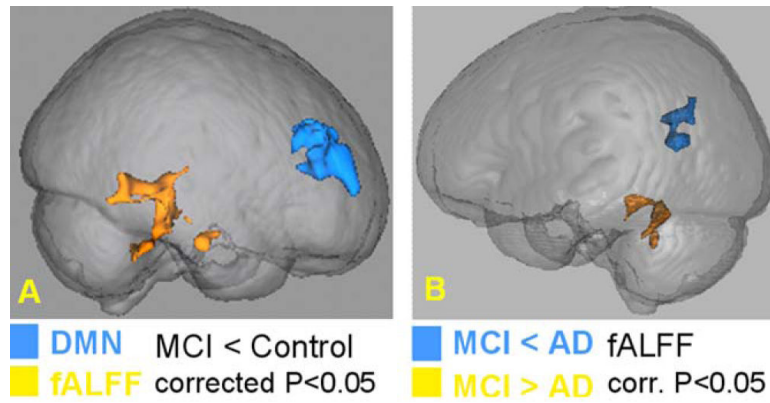 A
B
DMN MCI < Control
fALFF corrected P<0.05
MCI < AD fALFF
MCI > AD corr. P<0.05